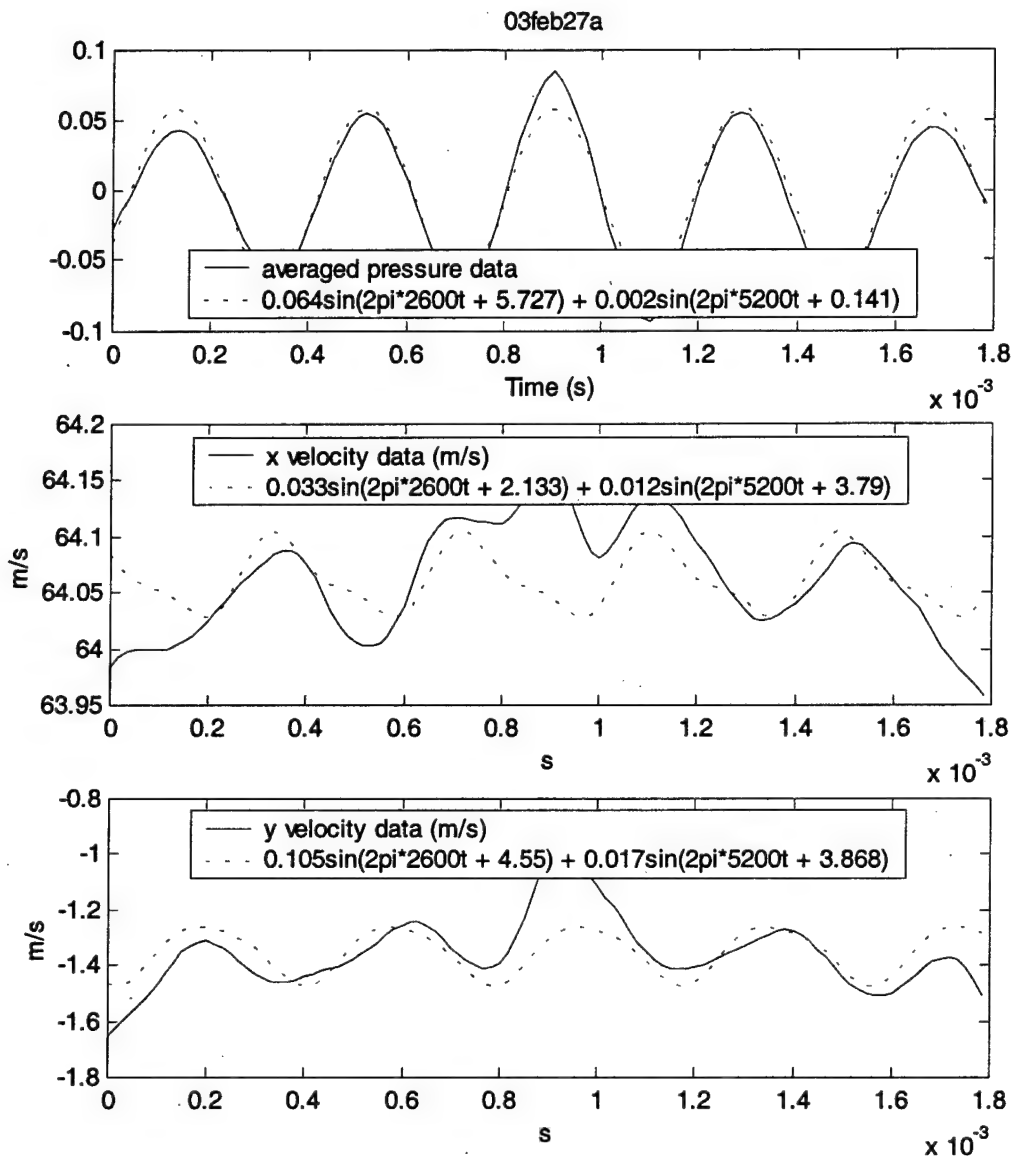 03feb27a
0.1
0.05
0
-0.05
-0.1
averaged pressure data
0.064sin(2pi*2600t + 5.727) + 0.002sin(2pi*5200t + 0.141)
0 0.2 0.4 0.6 0.8 1 1.2 1.4 1.6 1.8
Time (s)
x 10-3
64.2
64.15
64.1
64.05
64
63.95
m/s
x velocity data (m/s)
0.033sin(2pi*2600t + 2.133) + 0.012sin(2pi*5200t + 3.79)
0 0.2 0.4 0.6 0.8 1 1.2 1.4 1.6 1.8
s
x 10-3
-0.8
-1
-1.2
-1.4
-1.6
-1.8
m/s
y velocity data (m/s)
0.105sin(2pi*2600t + 4.55) + 0.017sin(2pi*5200t + 3.868)
0 0.2 0.4 0.6 0.8 1 1.2 1.4 1.6 1.8
s
x 10-3